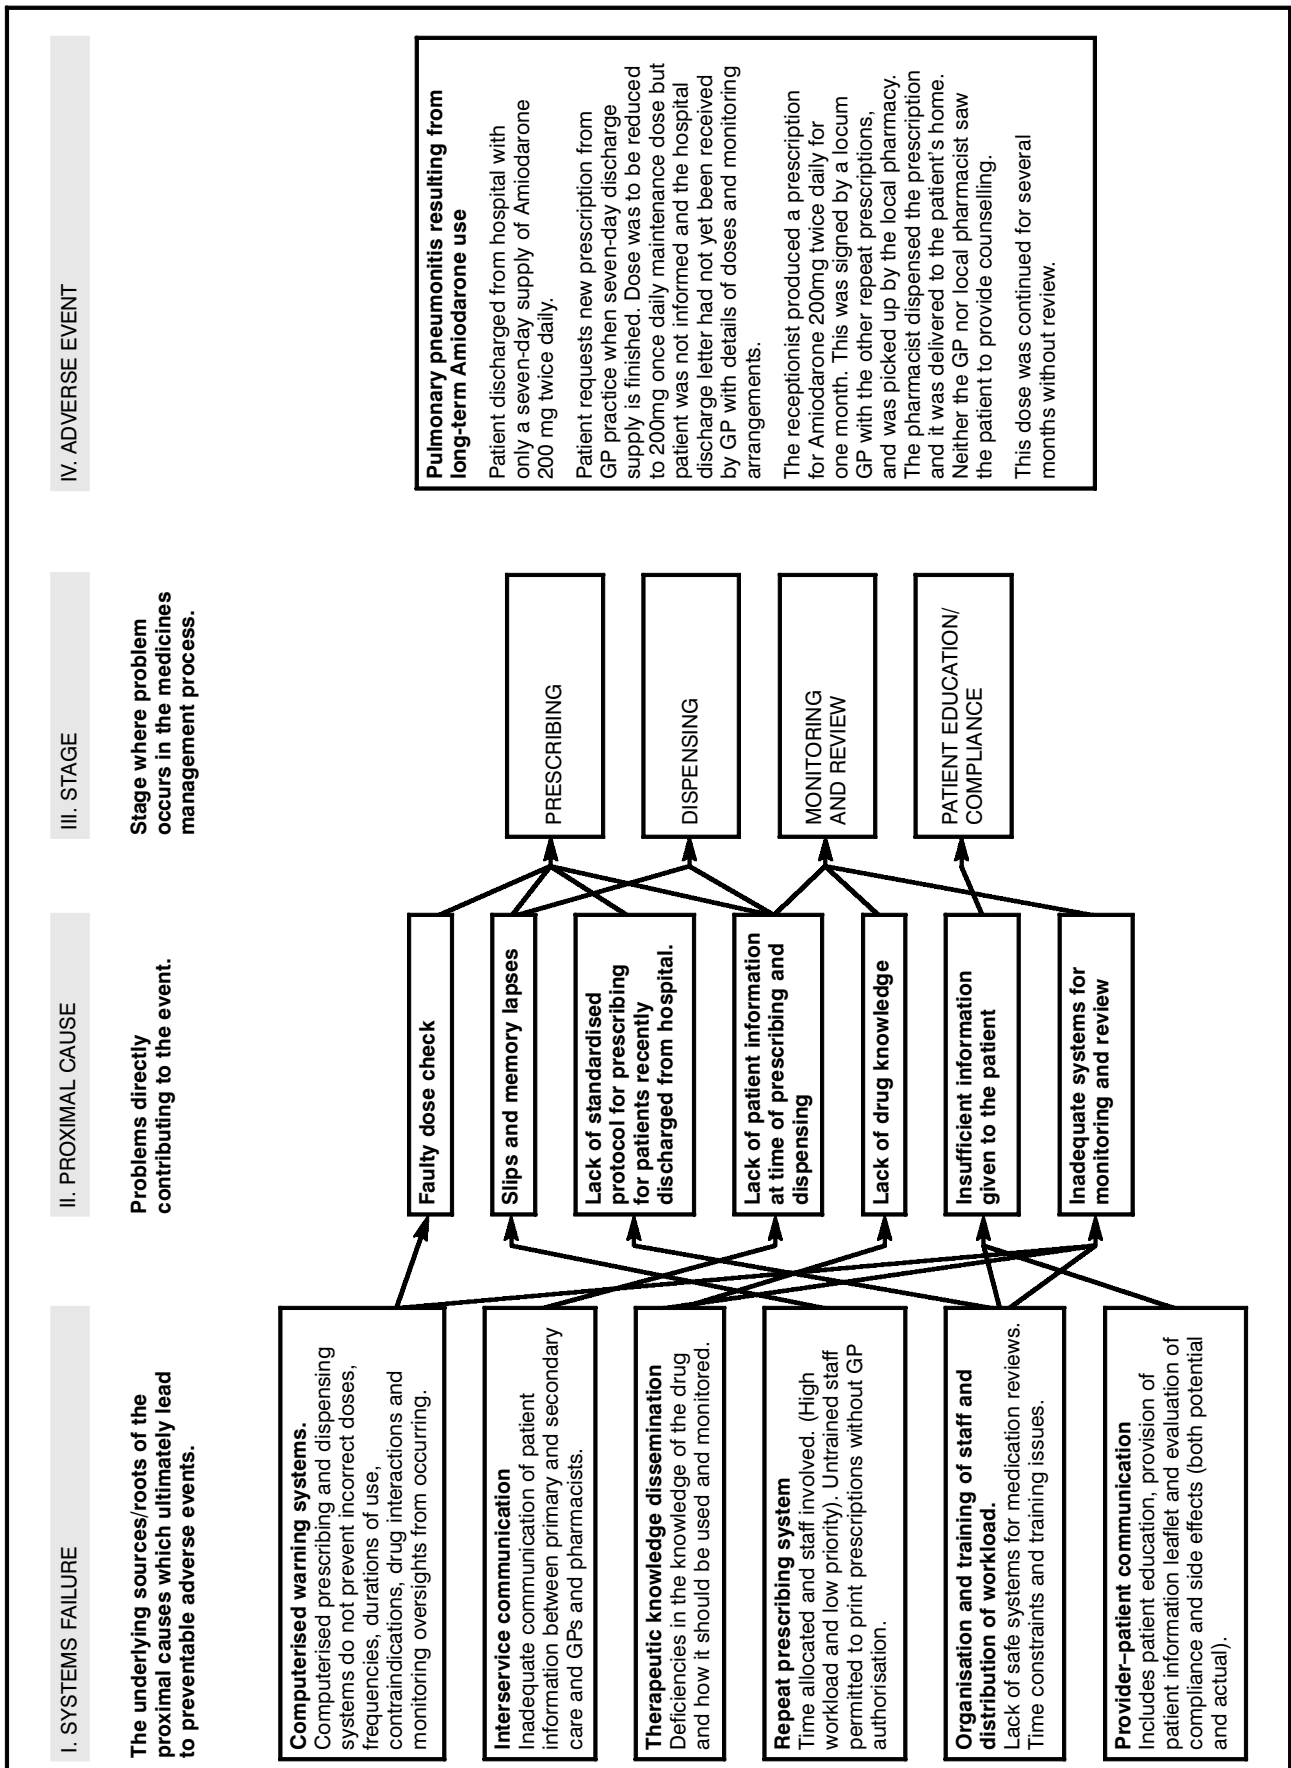 I. SYSTEMS FAILURE
The underlying sources/roots of the
proximal causes which ultimately lead
to preventable adverse events.
Computerised warning systems.
Computerised prescribing and dispensing
systems do not prevent incorrect doses,
frequencies, durations of use,
contraindications, drug interactions and
monitoring oversights from occurring.
Interservice communication
Inadequate communication of patient
information between primary and secondary
care and GPs and pharmacists.
Therapeutic knowledge dissemination
Deficiencies in the knowledge of the drug
and how it should be used and monitored.
Repeat prescribing system
Time allocated and staff involved. (High
workload and low priority). Untrained staff
permitted to print prescriptions without GP
authorisation.
Organisation and training of staff and
distribution of workload.
Lack of safe systems for medication reviews.
Time constraints and training issues.
Provider–patient communication
Includes patient education, provision of
patient information leaflet and evaluation of
compliance and side effects (both potential
and actual).
II. PROXIMAL CAUSE
Problems directly
contributing to the event.
Faulty dose check
Slips and memory lapses
Lack of standardised
protocol for prescribing
for patients recently
discharged from hospital.
Lack of patient information
at time of prescribing and
dispensing
Lack of drug knowledge
Insufficient information
given to the patient
Inadequate systems for
monitoring and review
III. STAGE
Stage where problem
occurs in the medicines
management process.
PRESCRIBING
DISPENSING
MONITORING
AND REVIEW
PATIENT EDUCATION/
COMPLIANCE
IV. ADVERSE EVENT
Pulmonary pneumonitis resulting from
long-term Amiodarone use
Patient discharged from hospital with
only a seven-day supply of Amiodarone
200 mg twice daily.
Patient requests new prescription from
GP practice when seven-day discharge
supply is finished. Dose was to be reduced
to 200mg once daily maintenance dose but
patient was not informed and the hospital
discharge letter had not yet been received
by GP with details of doses and monitoring
arrangements.
The receptionist produced a prescription
for Amiodarone 200mg twice daily for
one month. This was signed by a locum
GP with the other repeat prescriptions,
and was picked up by the local pharmacy.
The pharmacist dispensed the prescription
and it was delivered to the patient's home.
Neither the GP nor local pharmacist saw
the patient to provide counselling.
This dose was continued for several
months without review.